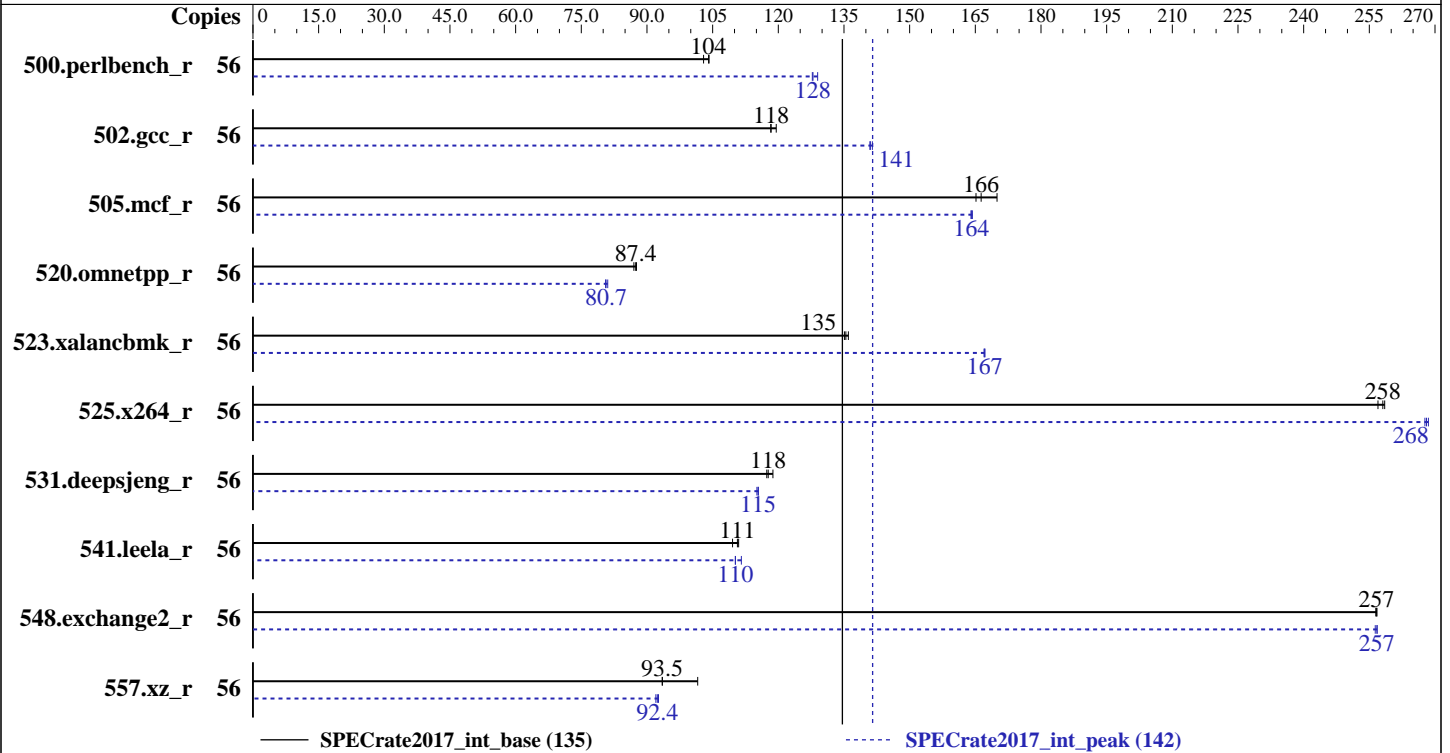 Copies 0 15.0 30.0 45.0 60.0 75.0 90.0 105 120 135 150 165 180 195 210 225 240 255 270
500.perlbench_r 56 104
128
502.gcc_r 56 118
141
505.mcf_r 56 166
164
520.omnetpp_r 56 87.4
80.7
523.xalancbmk_r 56 135
167
525.x264_r 56 258
268
531.deepsjeng_r 56 118
115
541.leela_r 56 111
110
548.exchange2_r 56 257
257
557.xz_r 56 93.5
92.4
SPECrate2017_int_base (135) SPECrate2017_int_peak (142)